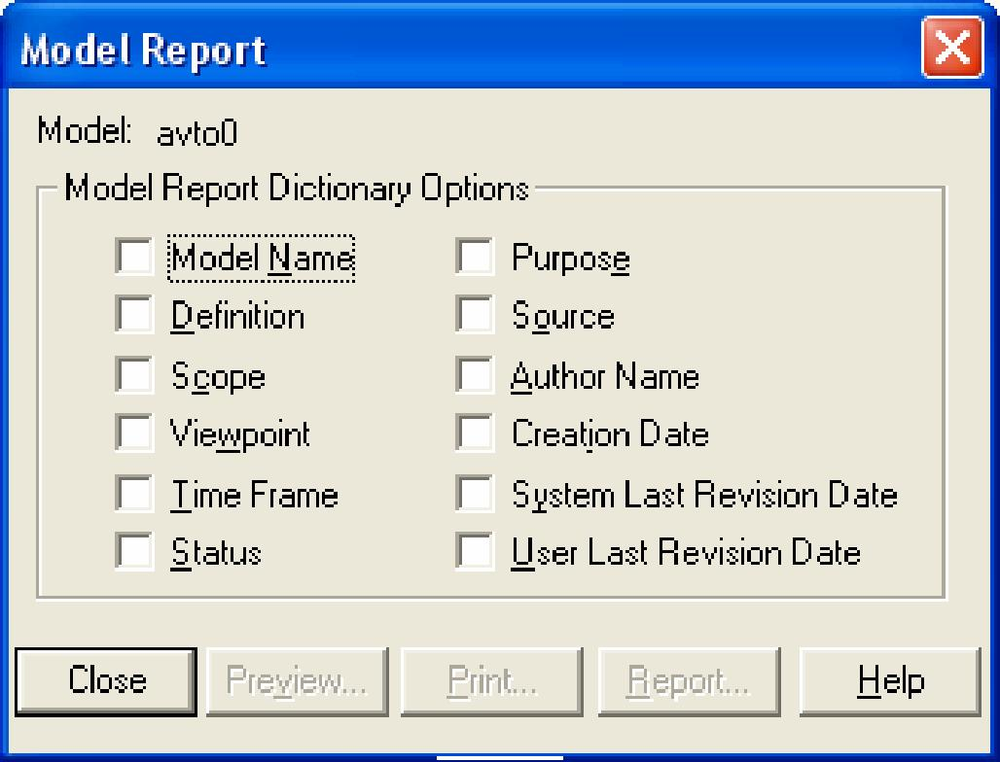 Model Report
Model: avto0
Model Report Dictionary Options
Model Name
Purpose
Definition
Source
Scope
Author Name
Viewpoint
Creation Date
Time Frame
System Last Revision Date
Status
User Last Revision Date
Close
Preview...
Print...
Report...
Help